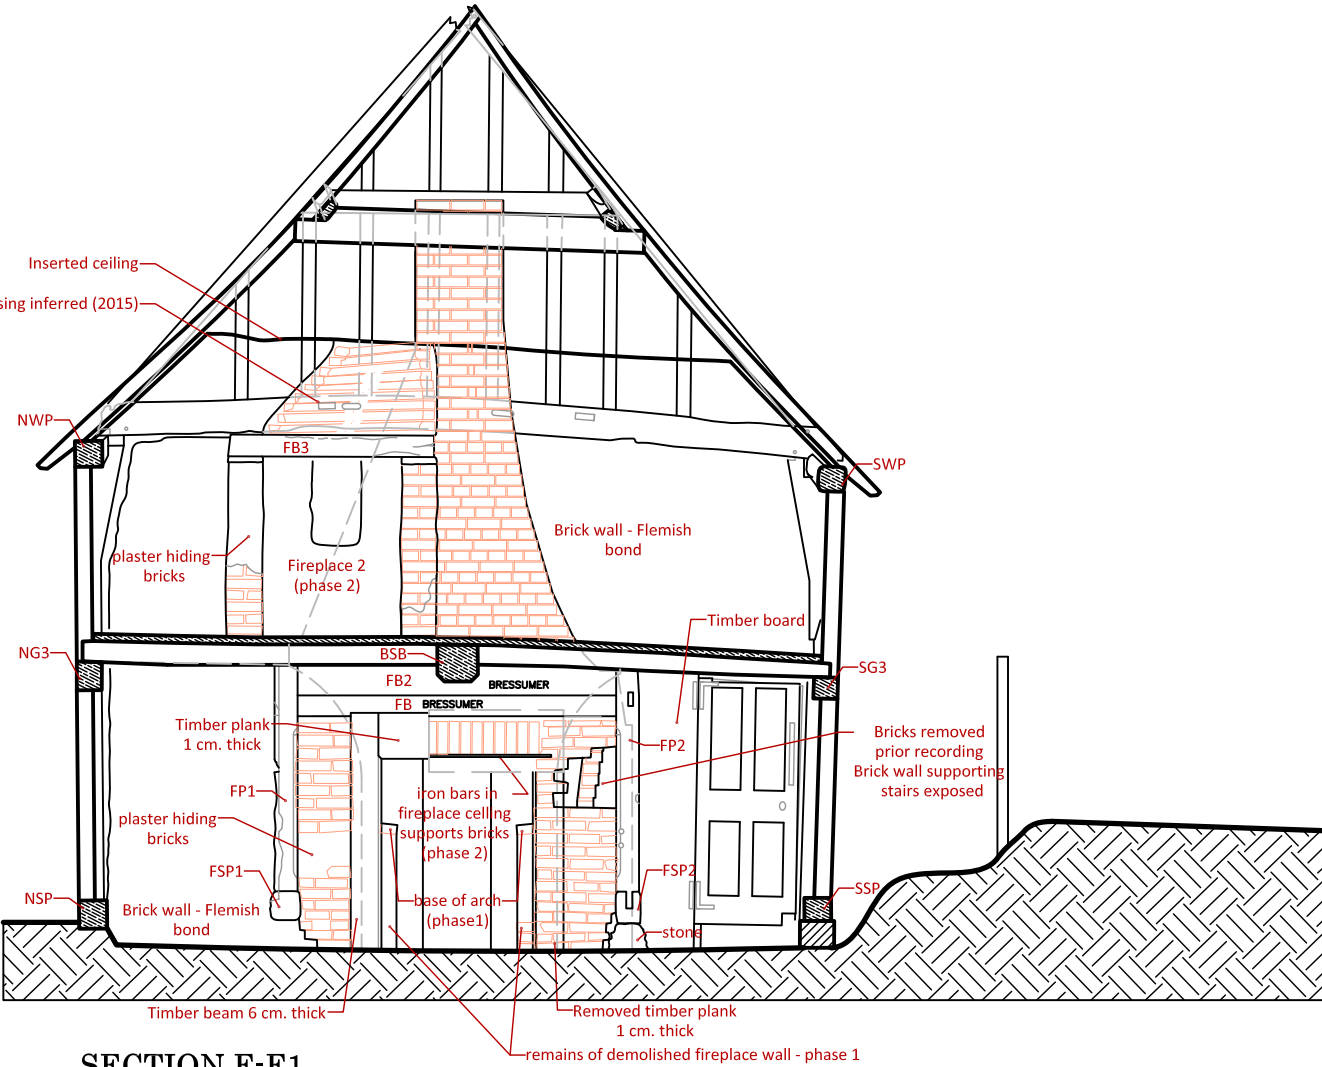 Inserted ceiling
sing inferred (2015)
NWP
FB3
SWP
Brick wall - Flemish
bond
plaster hiding
bricks
Fireplace 2
(phase 2)
Timber board
NG3
BSB
SG3
FB2
BRESSUMER
FB
BRESSUMER
Timber plank
1 cm. thick
FP2
Bricks removed
prior recording
Brick wall supporting
stairs exposed
FP1
iron bars in
fireplace celling
supports bricks
(phase 2)
plaster hiding
bricks
FSP1
FSP2
NSP
SSP
Brick wall - Flemish
bond
base of arch
(phase1)
stone
Timber beam 6 cm. thick
Removed timber plank
1 cm. thick
remains of demolished fireplace wall - phase 1